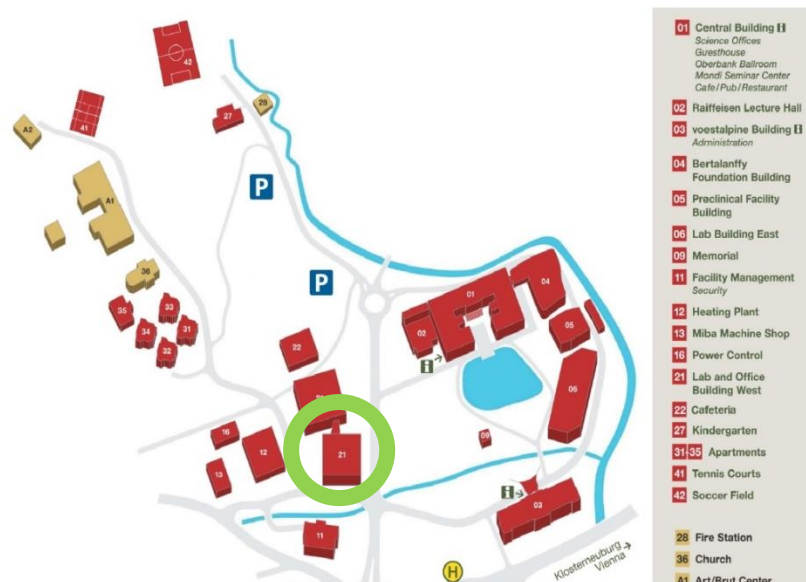 42
28
27
41
A2
A1
P
36
P
35
33
31
34
32
01
04
02
05
22
06
16
12
21
09
13
03
11
H
Klosterneuburg
Vienna
01 Central Building
Science Offices
Guesthouse
Oberbank Ballroom
Mondi Seminar Center
Cafe/Pub/Restaurant
02 Raiffeisen Lecture Hall
03 voestalpine Building
Administration
04 Bertalanffy
Foundation Building
05 Preclinical Facility
Building
06 Lab Building East
09 Memorial
11 Facility Management
Security
12 Heating Plant
13 Miba Machine Shop
16 Power Control
21 Lab and Office
Building West
22 Cafeteria
27 Kindergarten
31-35 Apartments
41 Tennis Courts
42 Soccer Field
28 Fire Station
36 Church
A1 Art/Brut Center